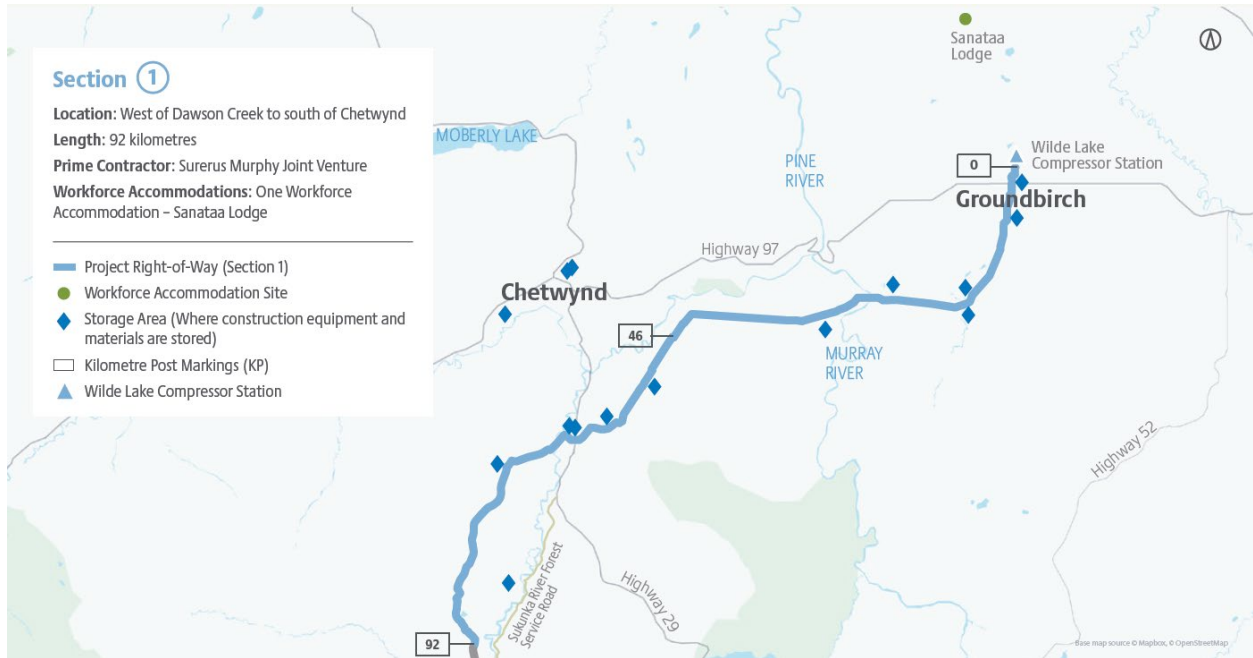 Section 1
Location: West of Dawson Creek to south of Chetwynd
Length: 92 kilometres
Prime Contractor: Surerus Murphy Joint Venture
Workforce Accommodations: One Workforce
Accommodation – Sanataa Lodge
Project Right-of-Way (Section 1)
Workforce Accommodation Site
Storage Area (Where construction equipment and
materials are stored)
Kilometre Post Markings (KP)
Wilde Lake Compressor Station
Sanataa
Lodge
MOBERLY LAKE
PINE
RIVER
0
Wilde Lake
Compressor Station
Groundbirch
Highway 97
Chetwynd
46
MURRAY
RIVER
Highway 52
Sukunka River Forest
Service Road
Highway 29
92
Base map source © Mapbox, © OpenStreetMap